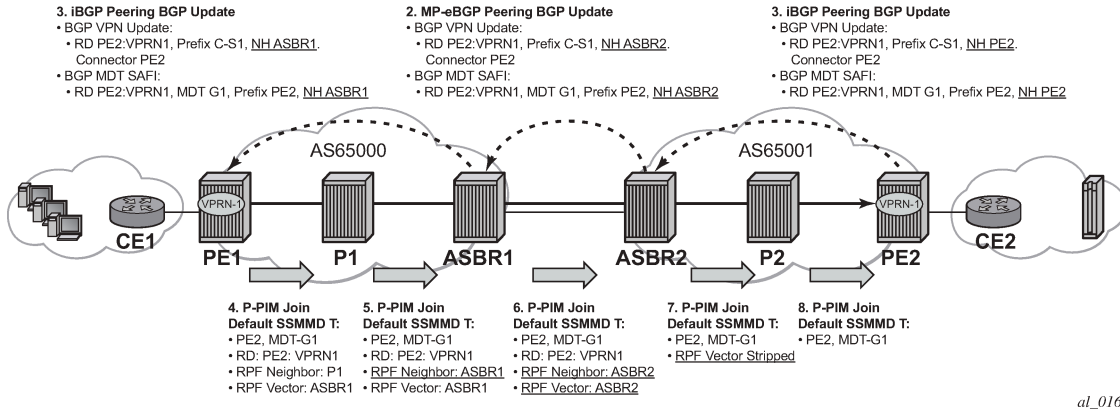 3. iBGP Peering BGP Update
• BGP VPN Update:
• RD PE2:VPRN1, Prefix C-S1, NH ASBR1.
Connector PE2
• BGP MDT SAFI:
• RD PE2:VPRN1, MDT G1, Prefix PE2, NH ASBR1
2. MP-eBGP Peering BGP Update
• BGP VPN Update:
• RD PE2:VPRN1, Prefix C-S1, NH ASBR2.
Connector PE2
• BGP MDT SAFI:
• RD PE2:VPRN1, MDT G1, Prefix PE2, NH ASBR2
3. iBGP Peering BGP Update
• BGP VPN Update:
• RD PE2:VPRN1, Prefix C-S1, NH PE2.
Connector PE2
• BGP MDT SAFI:
• RD PE2:VPRN1, MDT G1, Prefix PE2, NH PE2
AS65000
AS65001
VPRN-1
VPRN-1
CE1
PE1
P1
ASBR1
ASBR2
P2
PE2
CE2
4. P-PIM Join
Default SSMMD T:
• PE2, MDT-G1
• RD: PE2: VPRN1
• RPF Neighbor: P1
• RPF Vector: ASBR1
5. P-PIM Join
Default SSMMD T:
• PE2, MDT-G1
• RD: PE2: VPRN1
• RPF Neighbor: ASBR1
• RPF Vector: ASBR1
6. P-PIM Join
Default SSMMD T:
• PE2, MDT-G1
• RD: PE2: VPRN1
• RPF Neighbor: ASBR2
• RPF Vector: ASBR2
7. P-PIM Join
Default SSMMD T:
• PE2, MDT-G1
• RPF Vector Stripped
8. P-PIM Join
Default SSMMD T:
• PE2, MDT-G1